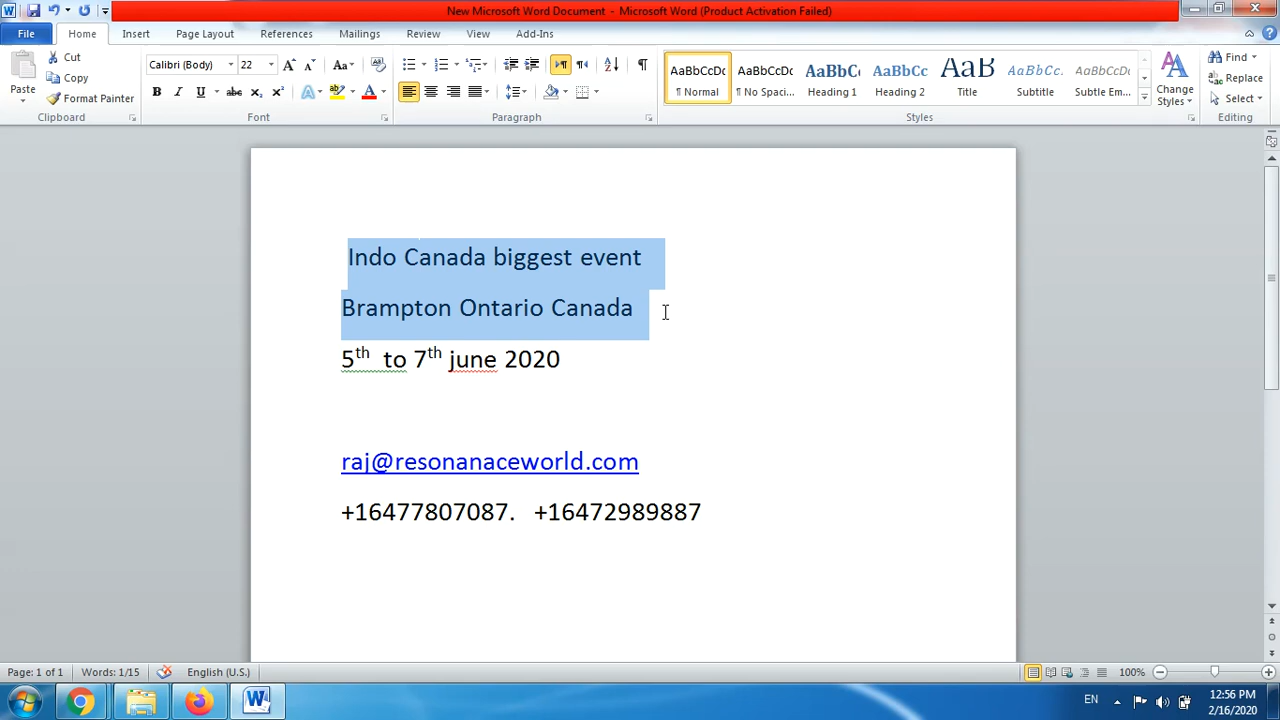 New Microsoft Word Document - Microsoft Word (Product Activation Failed)
File Home Insert Page Layout References Mailings Review View Add-Ins
Paste
Cut
Copy
Format Painter
Clipboard
Calibri (Body) 22
Font
Paragraph
AaBbCcDc AaBbCcDc AaBbCc AaBbCc AaB AaBbCc. AaBbCcDc
¶ Normal ¶ No Spaci... Heading 1 Heading 2 Title Subtitle Subtle Em...
Styles
Change Styles
Find
Replace
Select
Editing
Indo Canada biggest event
Brampton Ontario Canada
5th to 7th june 2020
raj@resonanaceworld.com
+16477807087. +16472989887
Page: 1 of 1 Words: 1/15 English (U.S.) 100%
EN 12:56 PM
2/16/2020